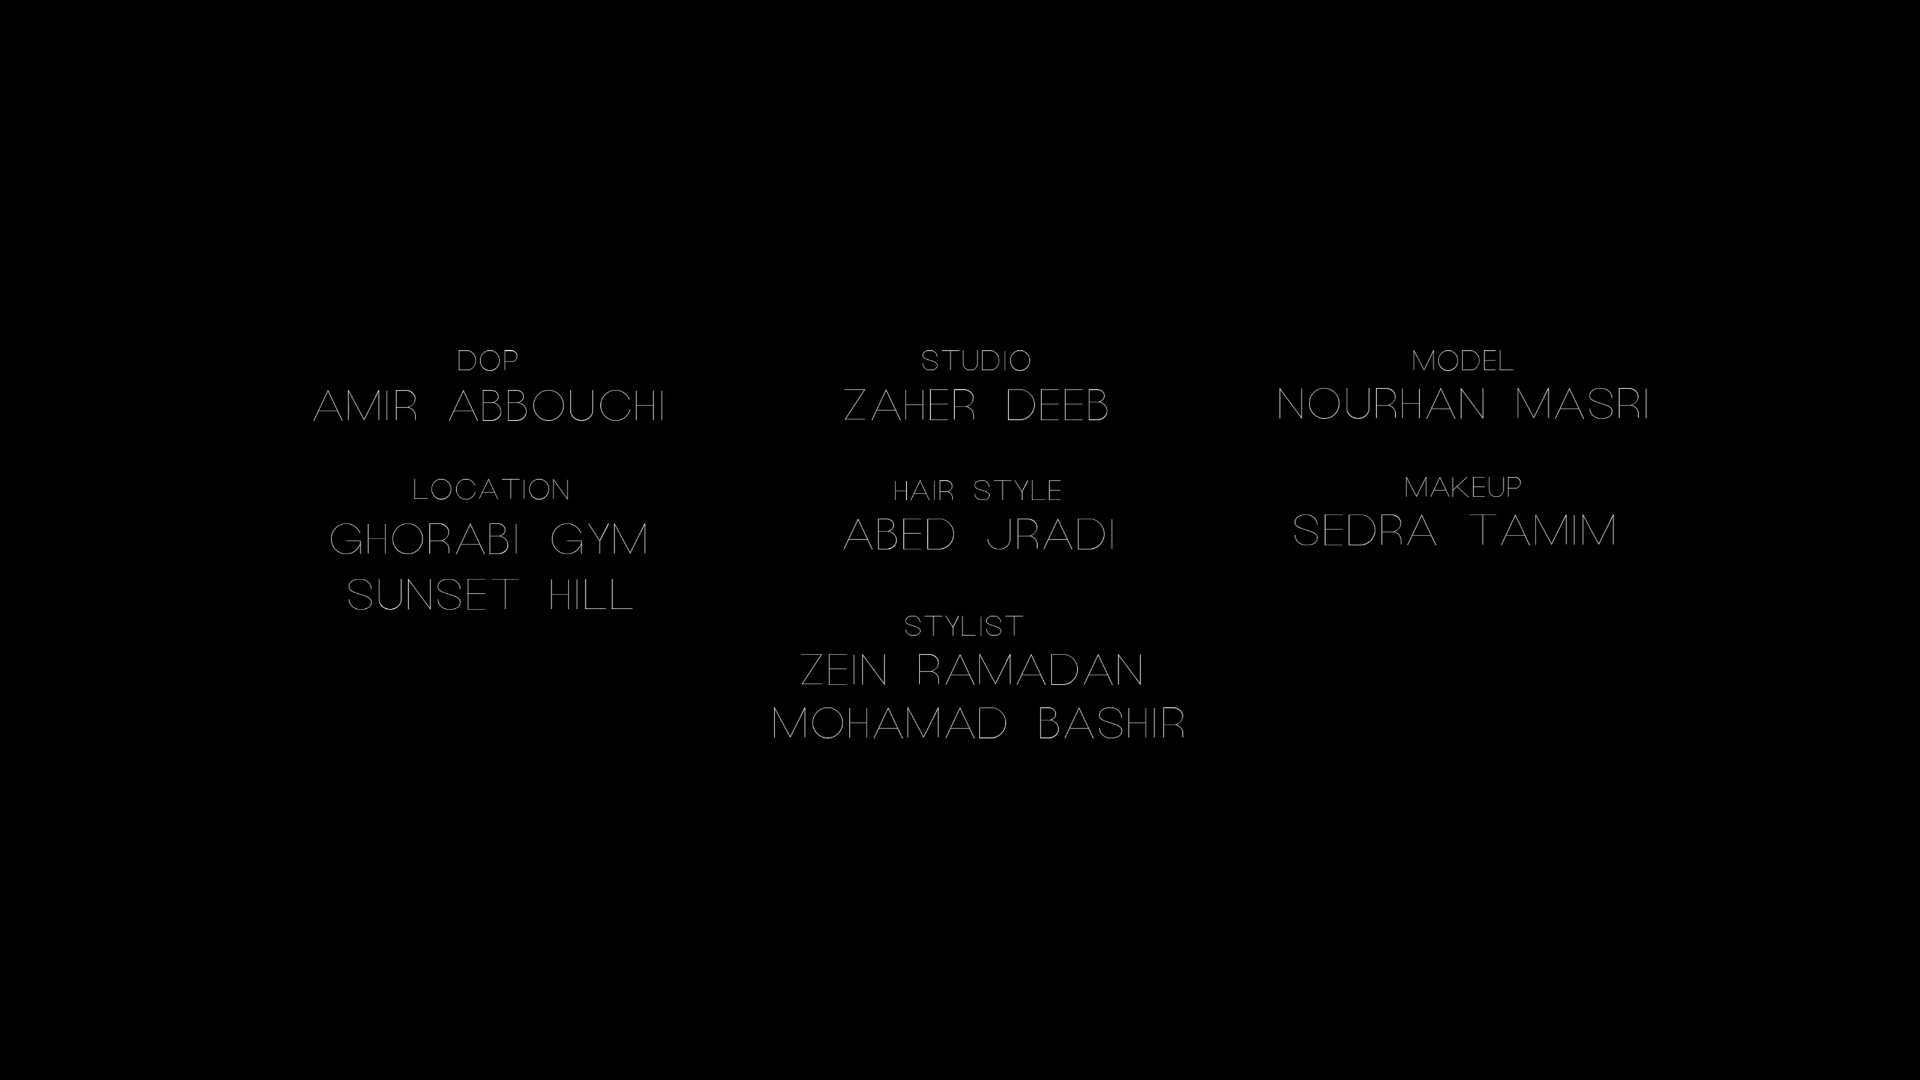 DOP
AMIR ABBOUCHI
STUDIO
ZAHER DEEB
MODEL
NOURHAN MASRI
LOCATION
GHORABI GYM
SUNSET HILL
HAIR STYLE
ABED JRADI
MAKEUP
SEDRA TAMIM
STYLIST
ZEIN RAMADAN
MOHAMAD BASHIR